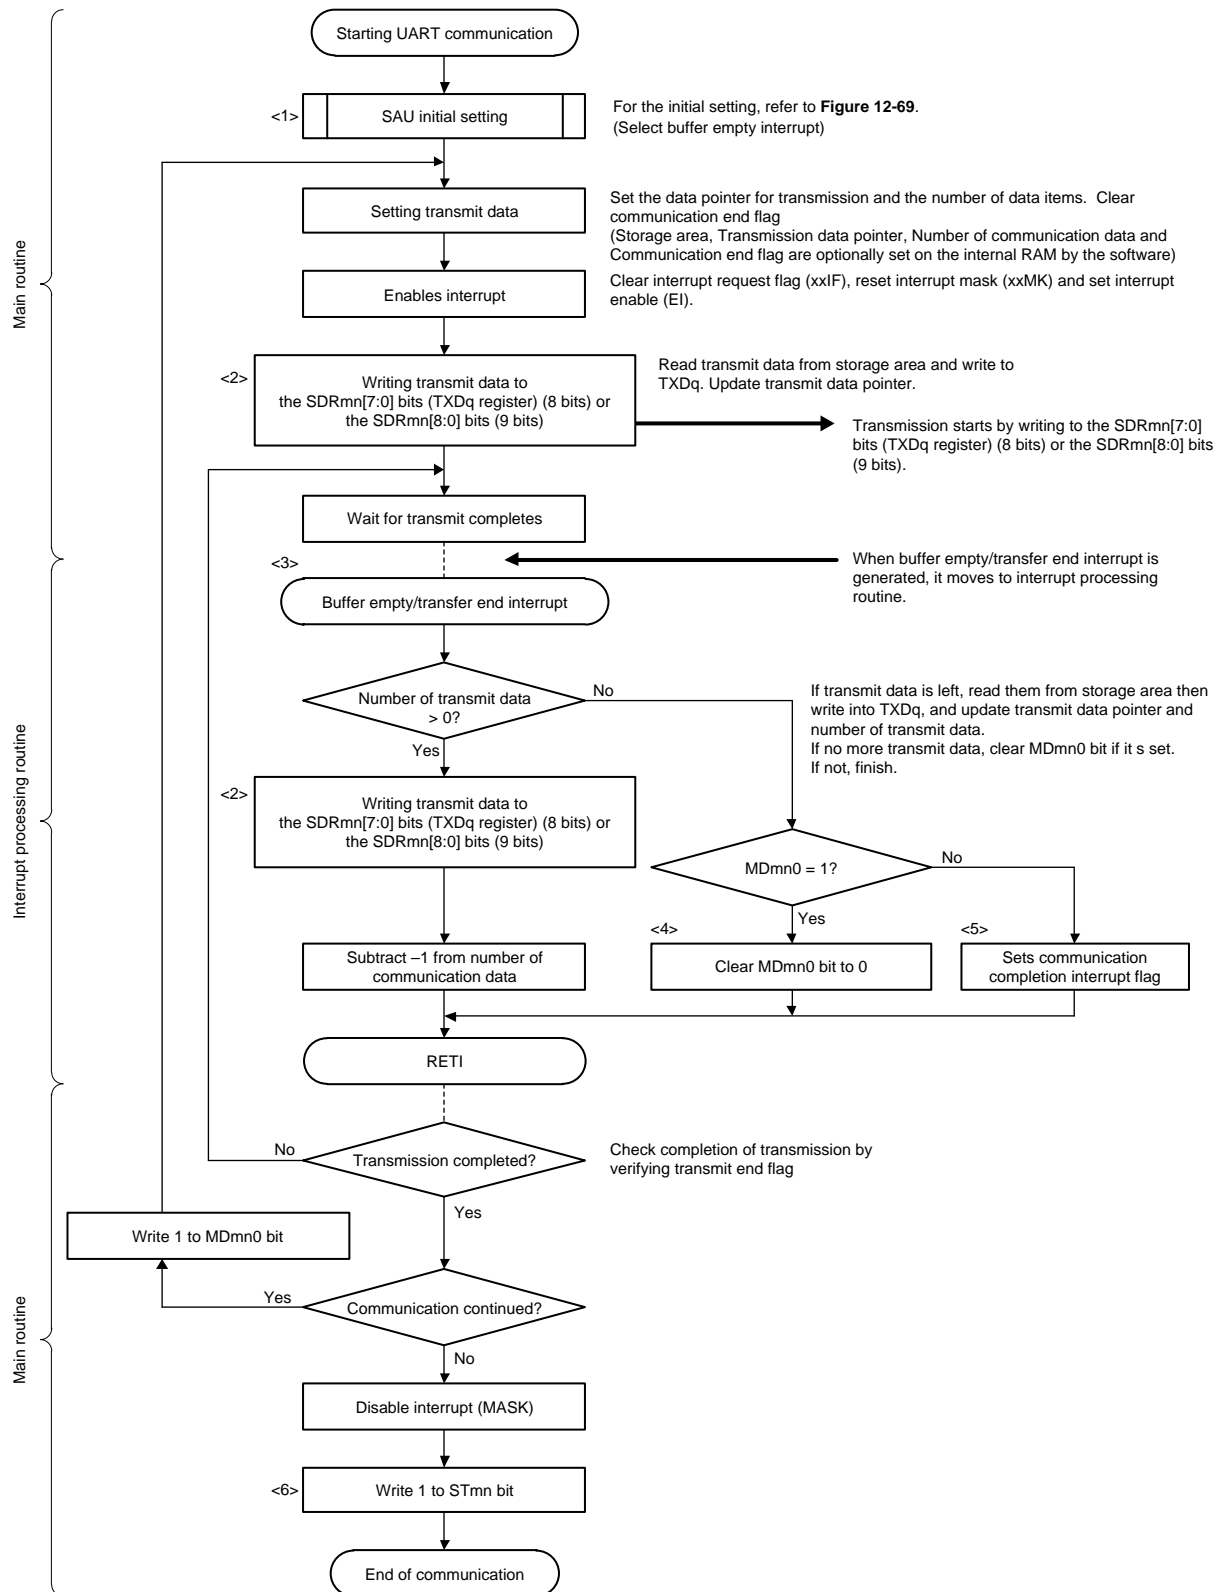 Starting UART communication
<1>
SAU initial setting
For the initial setting, refer to Figure 12-69.
(Select buffer empty interrupt)
Setting transmit data
Set the data pointer for transmission and the number of data items. Clear
communication end flag
(Storage area, Transmission data pointer, Number of communication data and
Communication end flag are optionally set on the internal RAM by the software)
Main routine
Enables interrupt
Clear interrupt request flag (xxIF), reset interrupt mask (xxMK) and set interrupt
enable (EI).
<2>
Writing transmit data to
the SDRmn[7:0] bits (TXDq register) (8 bits) or
the SDRmn[8:0] bits (9 bits)
Read transmit data from storage area and write to
TXDq. Update transmit data pointer.
Transmission starts by writing to the SDRmn[7:0]
bits (TXDq register) (8 bits) or the SDRmn[8:0] bits
(9 bits).
Wait for transmit completes
<3>
When buffer empty/transfer end interrupt is
generated, it moves to interrupt processing
routine.
Buffer empty/transfer end interrupt
Number of transmit data
> 0?
No
Yes
If transmit data is left, read them from storage area then
write into TXDq, and update transmit data pointer and
number of transmit data.
If no more transmit data, clear MDmn0 bit if it s set.
If not, finish.
Interrupt processing routine
<2>
Writing transmit data to
the SDRmn[7:0] bits (TXDq register) (8 bits) or
the SDRmn[8:0] bits (9 bits)
MDmn0 = 1?
No
Yes
<4>
<5>
Subtract –1 from number of
communication data
Clear MDmn0 bit to 0
Sets communication
completion interrupt flag
RETI
No
Transmission completed?
Yes
Check completion of transmission by
verifying transmit end flag
Write 1 to MDmn0 bit
Yes
Communication continued?
No
Main routine
Disable interrupt (MASK)
<6>
Write 1 to STmn bit
End of communication